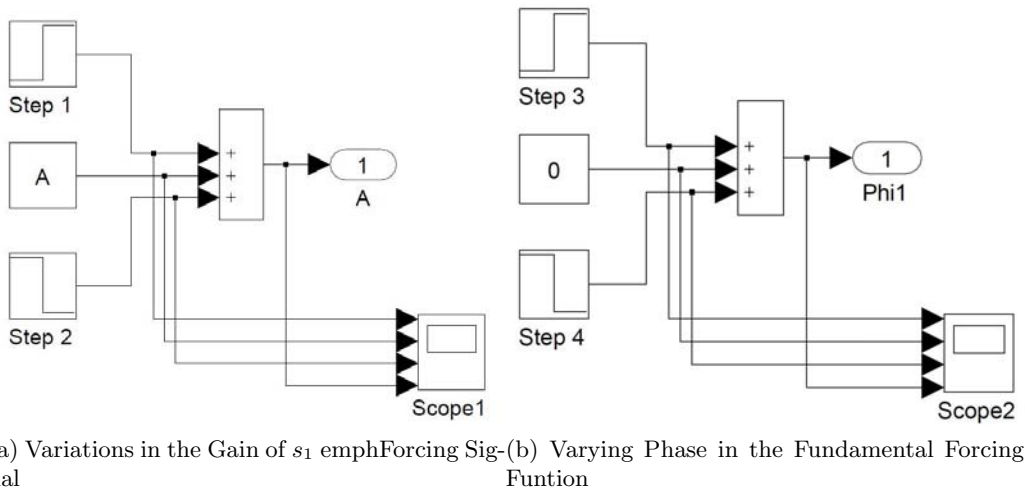 Step 1
A
Step 2
+
+
+
1
A
Scope1
Step 3
0
Step 4
+
+
+
1
Phi1
Scope2
a) Variations in the Gain of s1 emphForcing Sig-
al
(b) Varying Phase in the Fundamental Forcing
Funtion